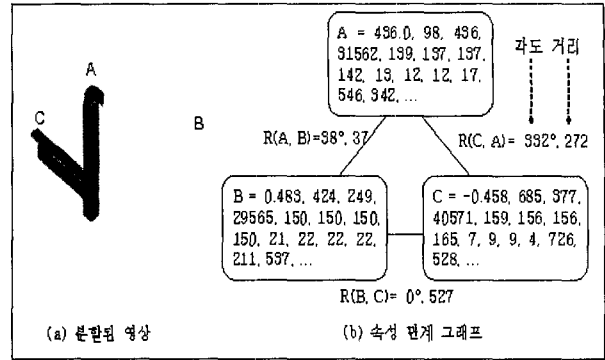 A
C
B
A = 436.0, 98, 436,
31562, 139, 137, 137,
142, 13, 12, 12, 17,
546, 342, ...
각도 거리
R(A, B)=38°, 37
R(C, A)= 332°, 272
B = 0.483, 424, 249,
29565, 150, 150, 150,
150, 21, 22, 22, 22,
211, 537, ...
C = -0.458, 685, 377,
40571, 159, 156, 156,
165, 7, 9, 9, 4, 726,
528, ...
R(B, C)= 0°, 527
(a) 분할된 영상
(b) 속성 관계 그래프